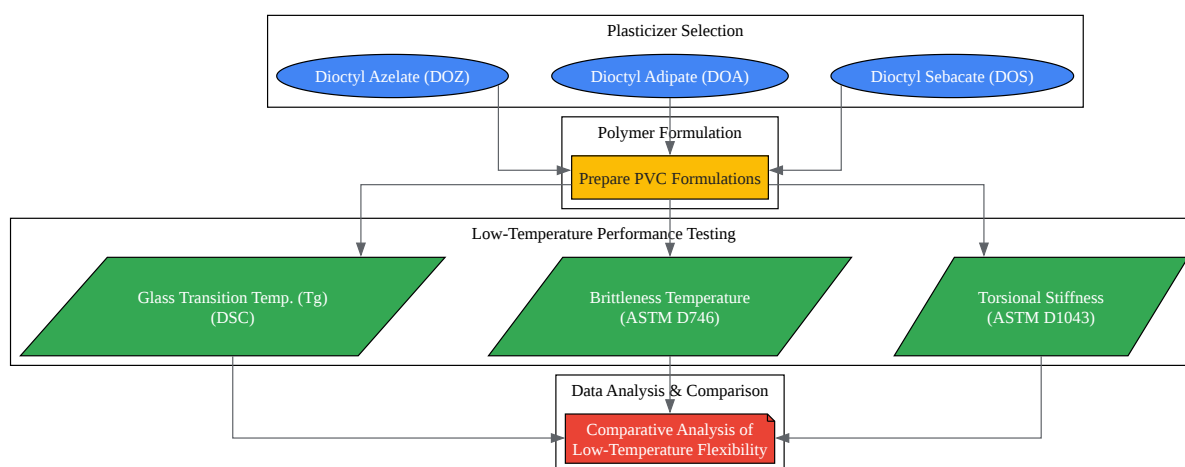 Plasticizer Selection
Dioctyl Azelate (DOZ)
Dioctyl Adipate (DOA)
Dioctyl Sebacate (DOS)
Polymer Formulation
Prepare PVC Formulations
Low-Temperature Performance Testing
Glass Transition Temp. (Tg)
(DSC)
Brittleness Temperature
(ASTM D746)
Torsional Stiffness
(ASTM D1043)
Data Analysis & Comparison
Comparative Analysis of
Low-Temperature Flexibility